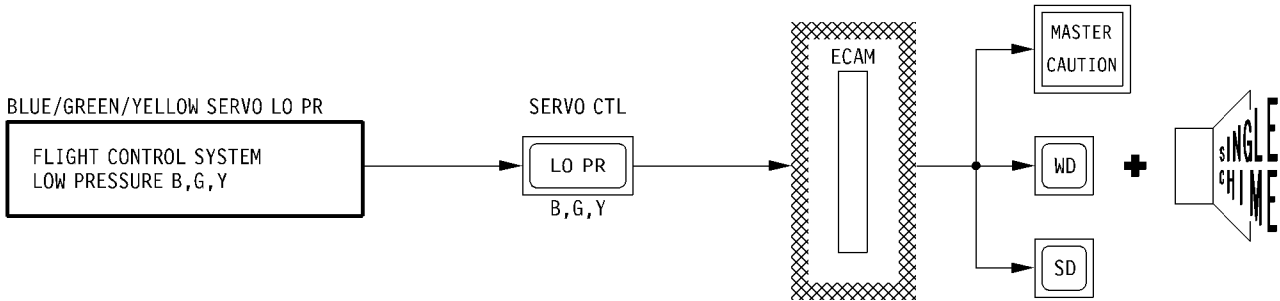 BLUE/GREEN/YELLOW SERVO LO PR
FLIGHT CONTROL SYSTEM
LOW PRESSURE B,G,Y
SERVO CTL
LO PR
B,G,Y
ECAM
MASTER
CAUTION
WD
SD
SINGLE
CHIME